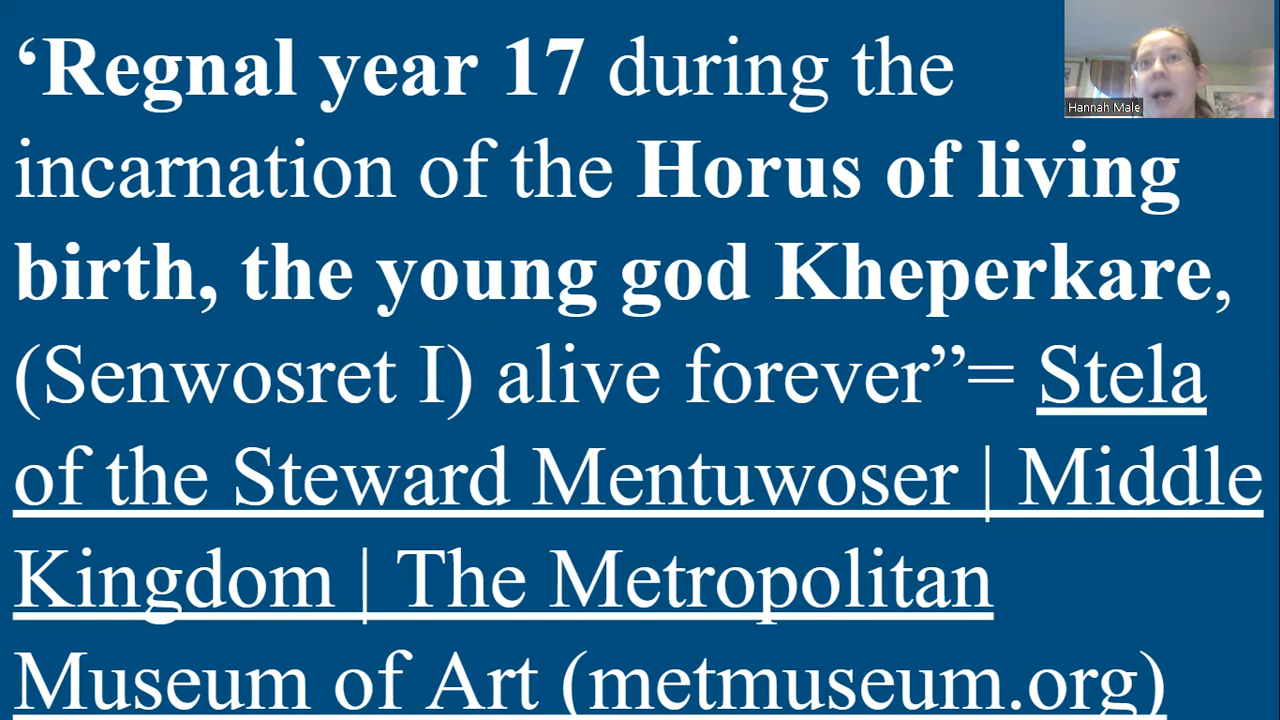 ‘Regnal year 17 during the
incarnation of the Horus of living
birth, the young god Kheperkare,
(Senwosret I) alive forever”= Stela
of the Steward Mentuwoser | Middle
Kingdom | The Metropolitan
Museum of Art (metmuseum.org)
Hannah Male